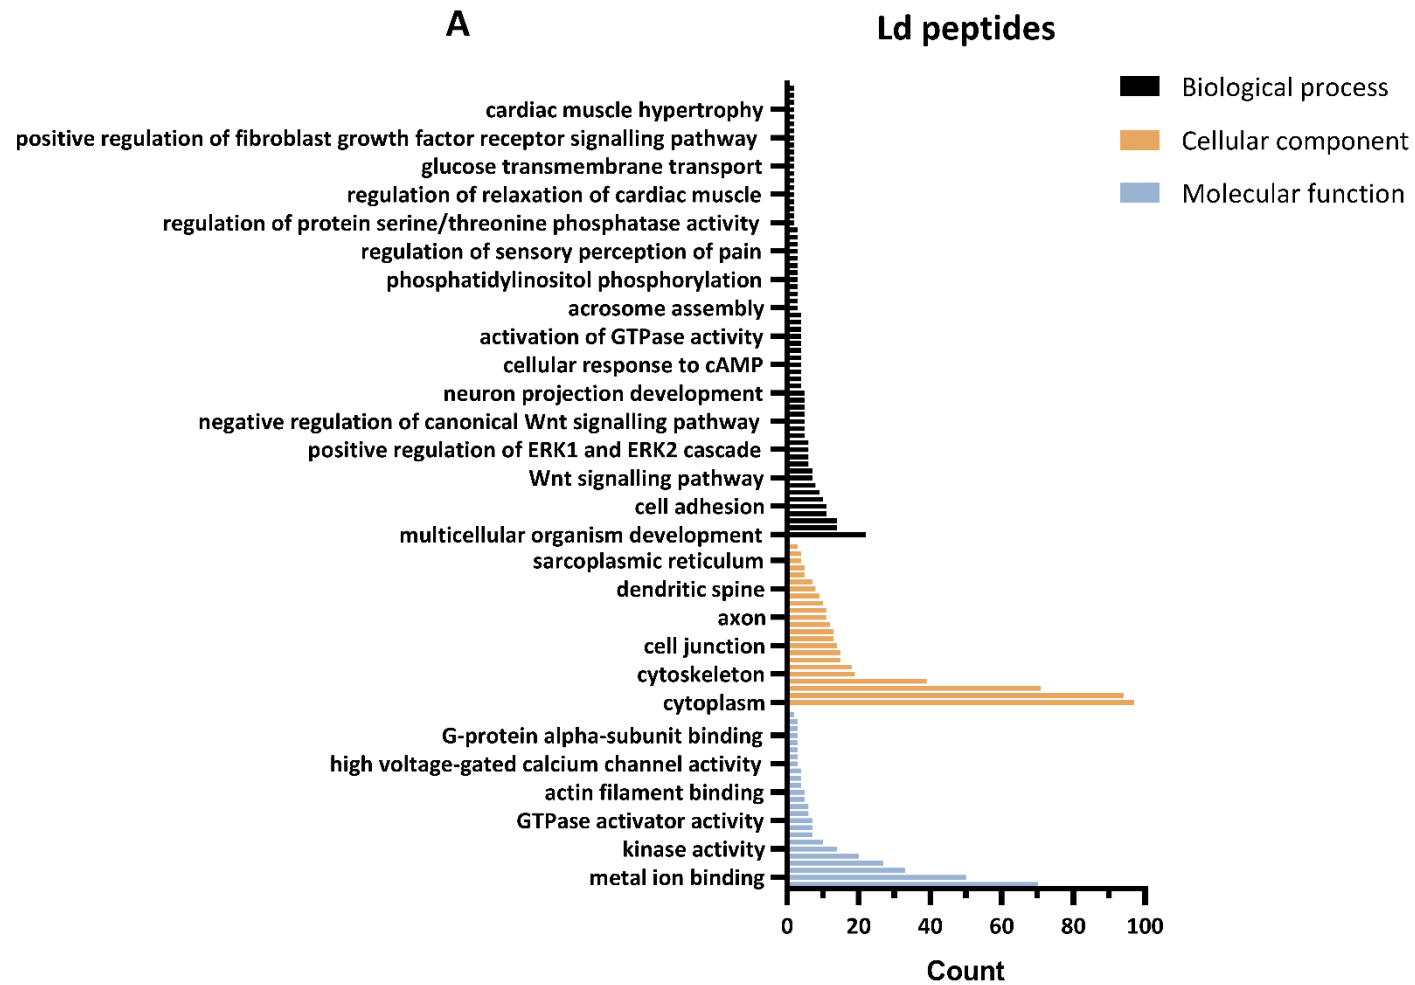 A
Ld peptides
Biological process
Cellular component
Molecular function
cardiac muscle hypertrophy
positive regulation of fibroblast growth factor receptor signalling pathway
glucose transmembrane transport
regulation of relaxation of cardiac muscle
regulation of protein serine/threonine phosphatase activity
regulation of sensory perception of pain
phosphatidylinositol phosphorylation
acrosome assembly
activation of GTPase activity
cellular response to cAMP
neuron projection development
negative regulation of canonical Wnt signalling pathway
positive regulation of ERK1 and ERK2 cascade
Wnt signalling pathway
cell adhesion
multicellular organism development
sarcoplasmic reticulum
dendritic spine
axon
cell junction
cytoskeleton
cytoplasm
G-protein alpha-subunit binding
high voltage-gated calcium channel activity
actin filament binding
GTPase activator activity
kinase activity
metal ion binding
0 20 40 60 80 100
Count